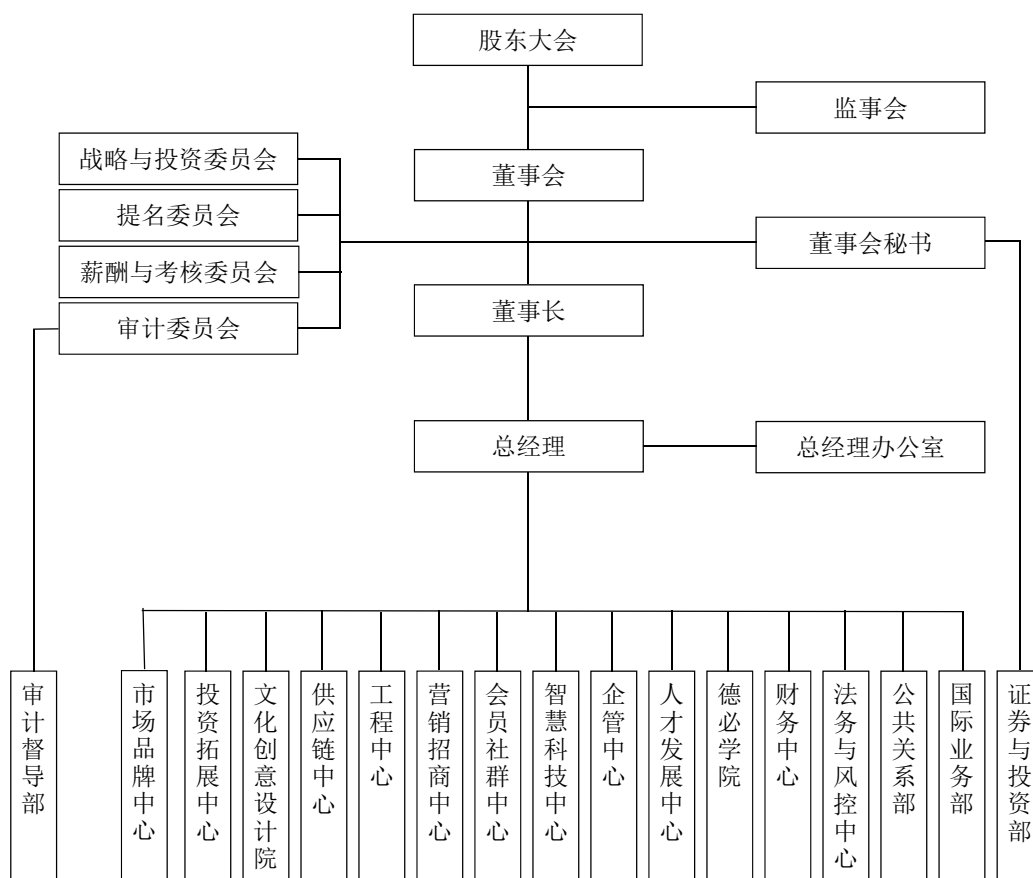 股东大会
监事会
战略与投资委员会
董事会
提名委员会
董事会秘书
薪酬与考核委员会
董事长
审计委员会
总经理
总经理办公室
审计督导部
市场品牌中心
投资拓展中心
文化创意设计院
供应链中心
工程中心
营销招商中心
会员社群中心
智慧科技中心
企管中心
人才发展中心
德必学院
财务中心
法务与风控中心
公共关系部
国际业务部
证券与投资部